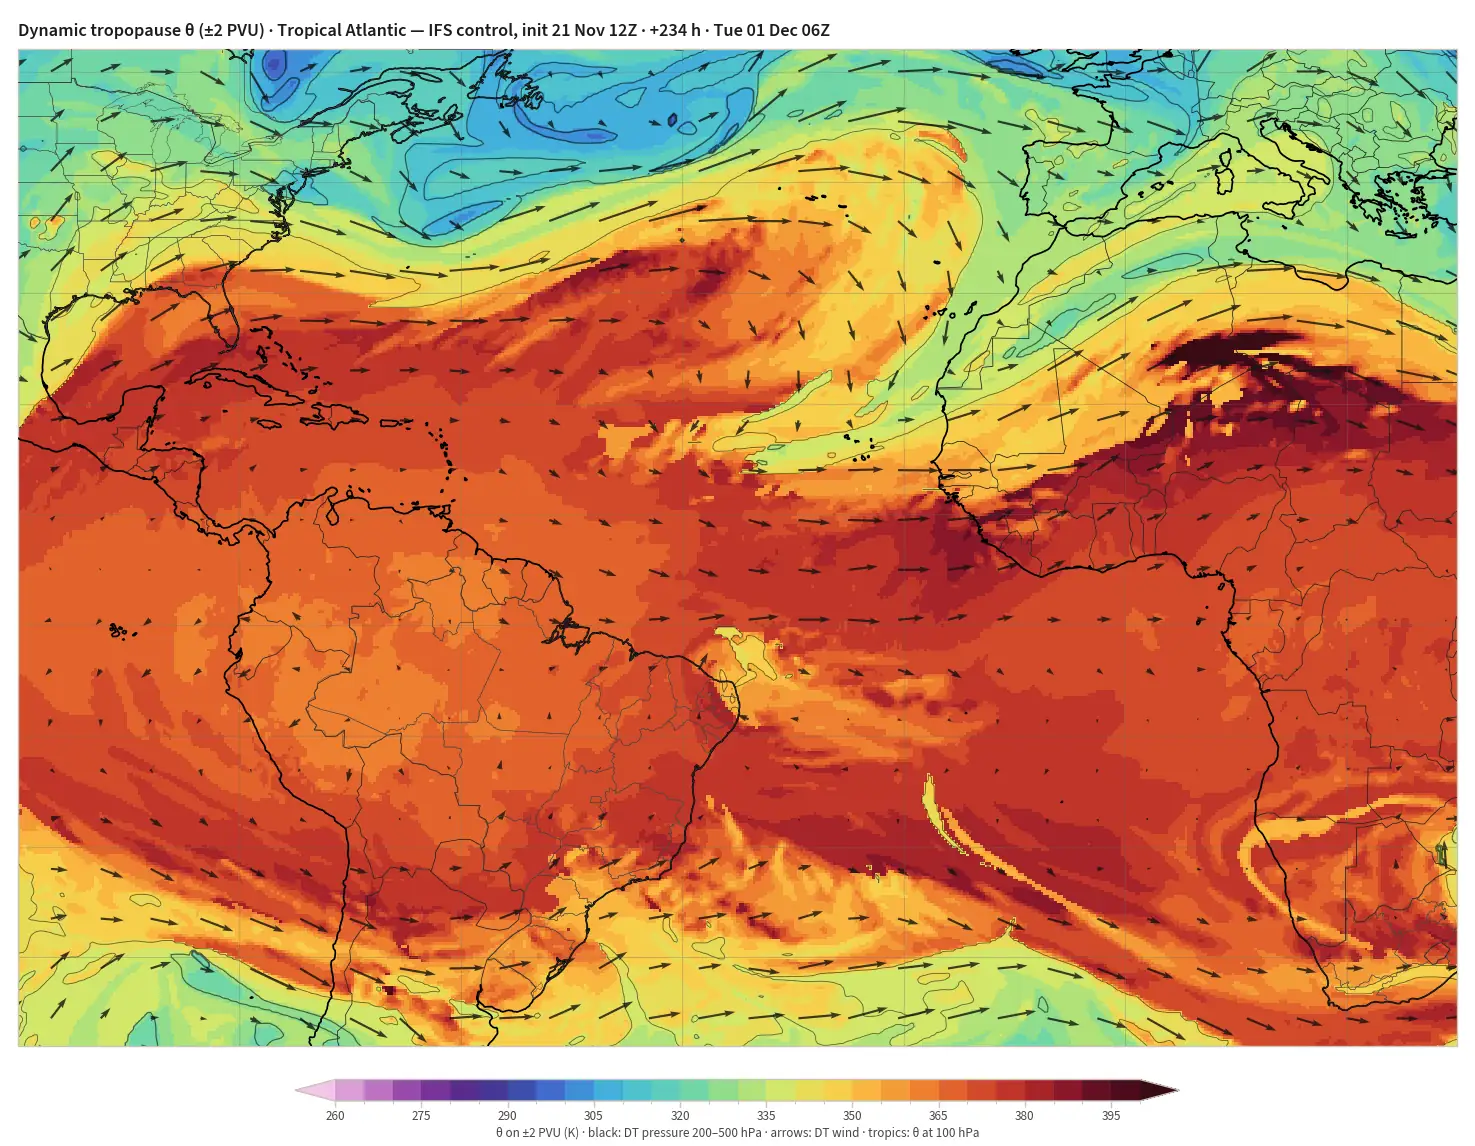 Dynamic tropopause θ (±2 PVU) · Tropical Atlantic — IFS control, init 21 Nov 12Z · +234 h · Tue 01 Dec 06Z
260 275 290 305 320 335 350 365 380 395
θ on ±2 PVU (K) · black: DT pressure 200–500 hPa · arrows: DT wind · tropics: θ at 100 hPa